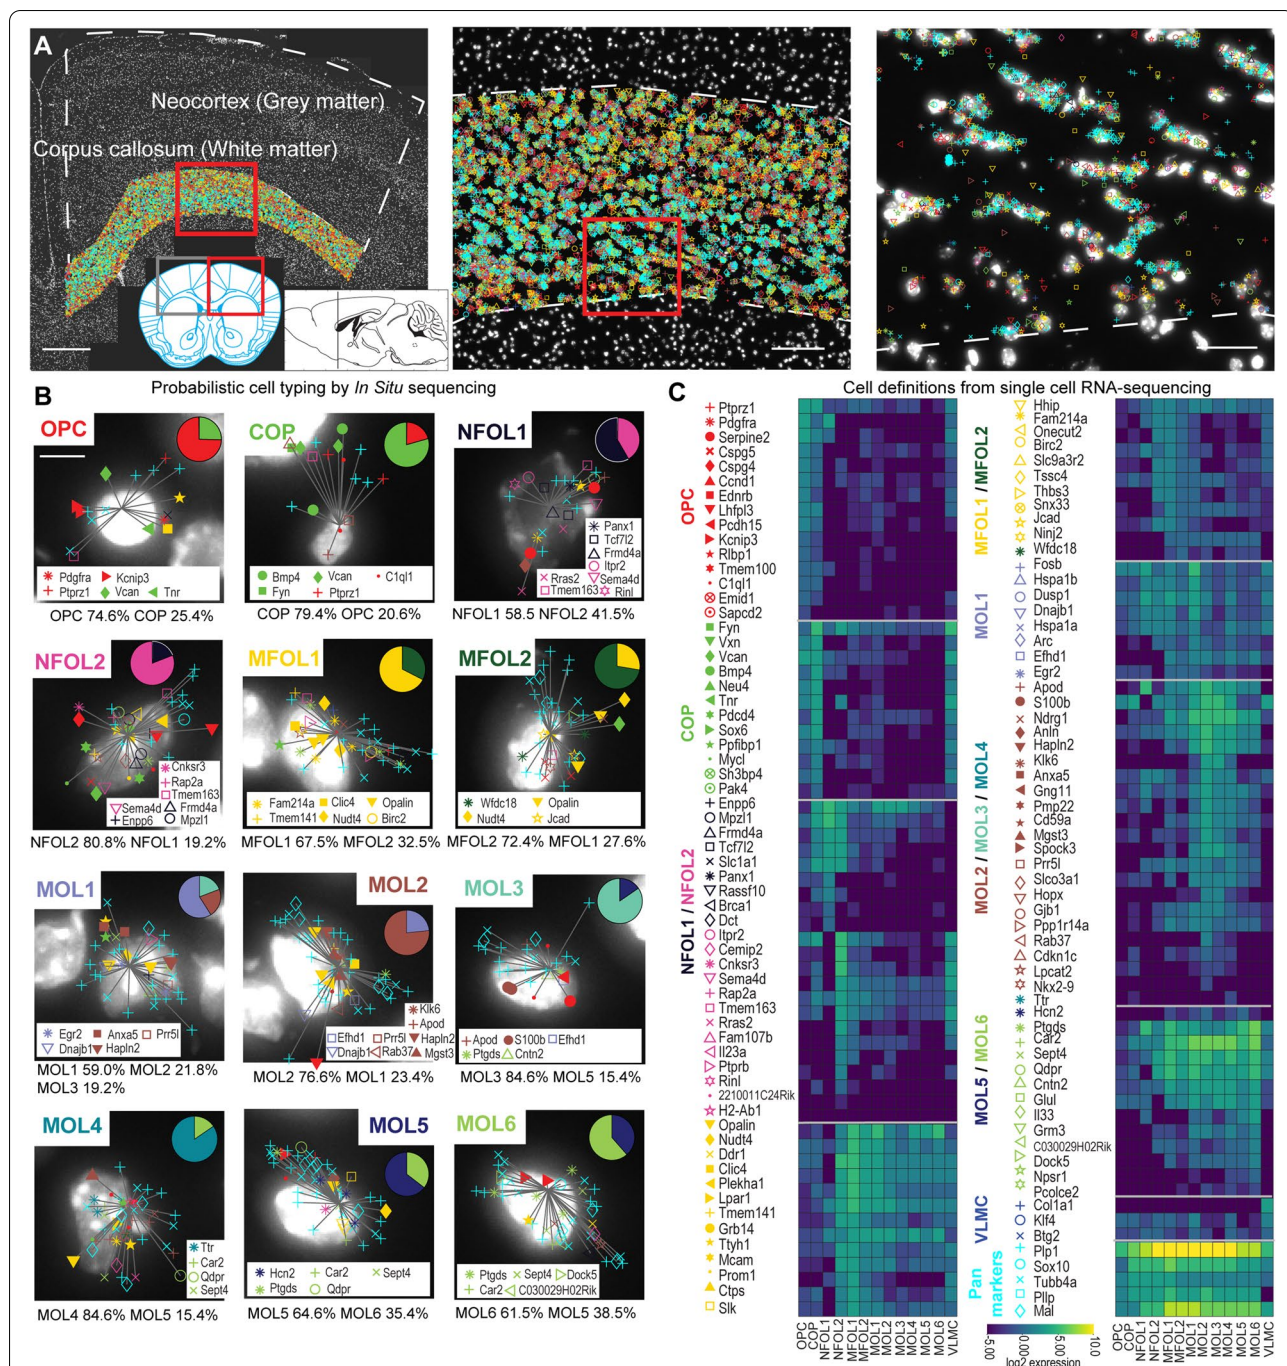 A
Neocortex (Grey matter)
Corpus callosum (White matter)
B
Probabilistic cell typing by In Situ sequencing
OPC
Pdgfra
Kcnip3
Ptprz1
Vcan
Tnr
OPC 74.6% COP 25.4%
COP
Bmp4
Vcan
C1ql1
Fyn
Ptprz1
COP 79.4% OPC 20.6%
NFOL1
Panx1
Tcf7l2
Frmd4a
Itpr2
Rras2
Sema4d
Tmem163
Rinl
NFOL1 58.5 NFOL2 41.5%
NFOL2
Cnksr3
Rap2a
Tmem163
Sema4d
Frmd4a
Enpp6
Mpzl1
NFOL2 80.8% NFOL1 19.2%
MFOL1
Fam214a
Clic4
Opalin
Tmem141
Nudt4
Birc2
MFOL1 67.5% MFOL2 32.5%
MFOL2
Wfdc18
Opalin
Nudt4
Jcad
MFOL2 72.4% MFOL1 27.6%
MOL1
Egr2
Anxa5
Prr5l
Dnajb1
Hapln2
MOL1 59.0% MOL2 21.8%
MOL3 19.2%
MOL2
Klk6
Apod
Efhd1
Prr5l
Hapln2
Dnajb1
Rab37
Mgst3
MOL2 76.6% MOL1 23.4%
MOL3
Apod
S100b
Efhd1
Ptgds
Cntn2
MOL3 84.6% MOL5 15.4%
MOL4
Ttr
Car2
Qdpr
Sept4
MOL4 84.6% MOL5 15.4%
MOL5
Hcn2
Car2
Sept4
Ptgds
Qdpr
MOL5 64.6% MOL6 35.4%
MOL6
Ptgds
Sept4
Dock5
Car2
C030029H02Rik
MOL6 61.5% MOL5 38.5%
C
Cell definitions from single cell RNA-sequencing
OPC
Ptprz1
Pdgfra
Serpine2
Cspg5
Cspg4
Ccnd1
Ednrb
Lhfpl3
Pcdh15
Kcnip3
Rlbp1
Tmem100
C1ql1
Emid1
Sapcd2
COP
Fyn
Vxn
Vcan
Bmp4
Neu4
Tnr
Pdcd4
Sox6
Ppfibp1
Mycl
Sh3bp4
Pak4
NFOL1 / NFOL2
Enpp6
Mpzl1
Frmd4a
Tcf7l2
Slc1a1
Panx1
Rassf10
Brca1
Dct
Itpr2
Cemip2
Cnksr3
Sema4d
Rap2a
Tmem163
Rras2
Fam107b
Il23a
Ptprb
Rinl
2210011C24Rik
H2-Ab1
Opalin
Nudt4
Ddr1
Clic4
Plekha1
Lpar1
Tmem141
Grb14
Ttyh1
Mcam
Prom1
Ctps
Slk
MFOL1 / MFOL2
Hhip
Fam214a
Onecut2
Birc2
Slc9a3r2
Tssc4
Thbs3
Snx33
Jcad
Ninj2
Wfdc18
MOL1
Fosb
Hspa1b
Dusp1
Dnajb1
Hspa1a
Arc
Efhd1
Egr2
MOL2 / MOL3 / MOL4
Apod
S100b
Ndrg1
Anln
Hapln2
Klk6
Anxa5
Gng11
Pmp22
Cd59a
Mgst3
Spock3
Prr5l
Slco3a1
Hopx
Gjb1
Ppp1r14a
Rab37
Cdkn1c
Lpcat2
Nkx2-9
Ttr
MOL5 / MOL6
Hcn2
Ptgds
Car2
Sept4
Qdpr
Cntn2
Glul
Il33
Grm3
C030029H02Rik
Dock5
Npsr1
Pcolce2
VLMC
Col1a1
Klf4
Btg2
Pan markers
Plp1
Sox10
Tubb4a
Pllp
Mal
OPC COP NFOL1 NFOL2 MFOL1 MFOL2 MOL1 MOL2 MOL3 MOL4 MOL5 MOL6 VLMC
OPC COP NFOL1 NFOL2 MFOL1 MFOL2 MOL1 MOL2 MOL3 MOL4 MOL5 MOL6 VLMC
-5.00 0.00 5.00 10.0
log2 expression